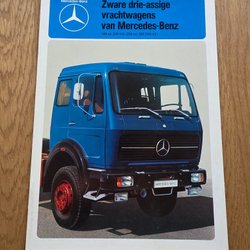 Mercedes-Benz
Zware drie-assige
vrachtwagens
van Mercedes-Benz